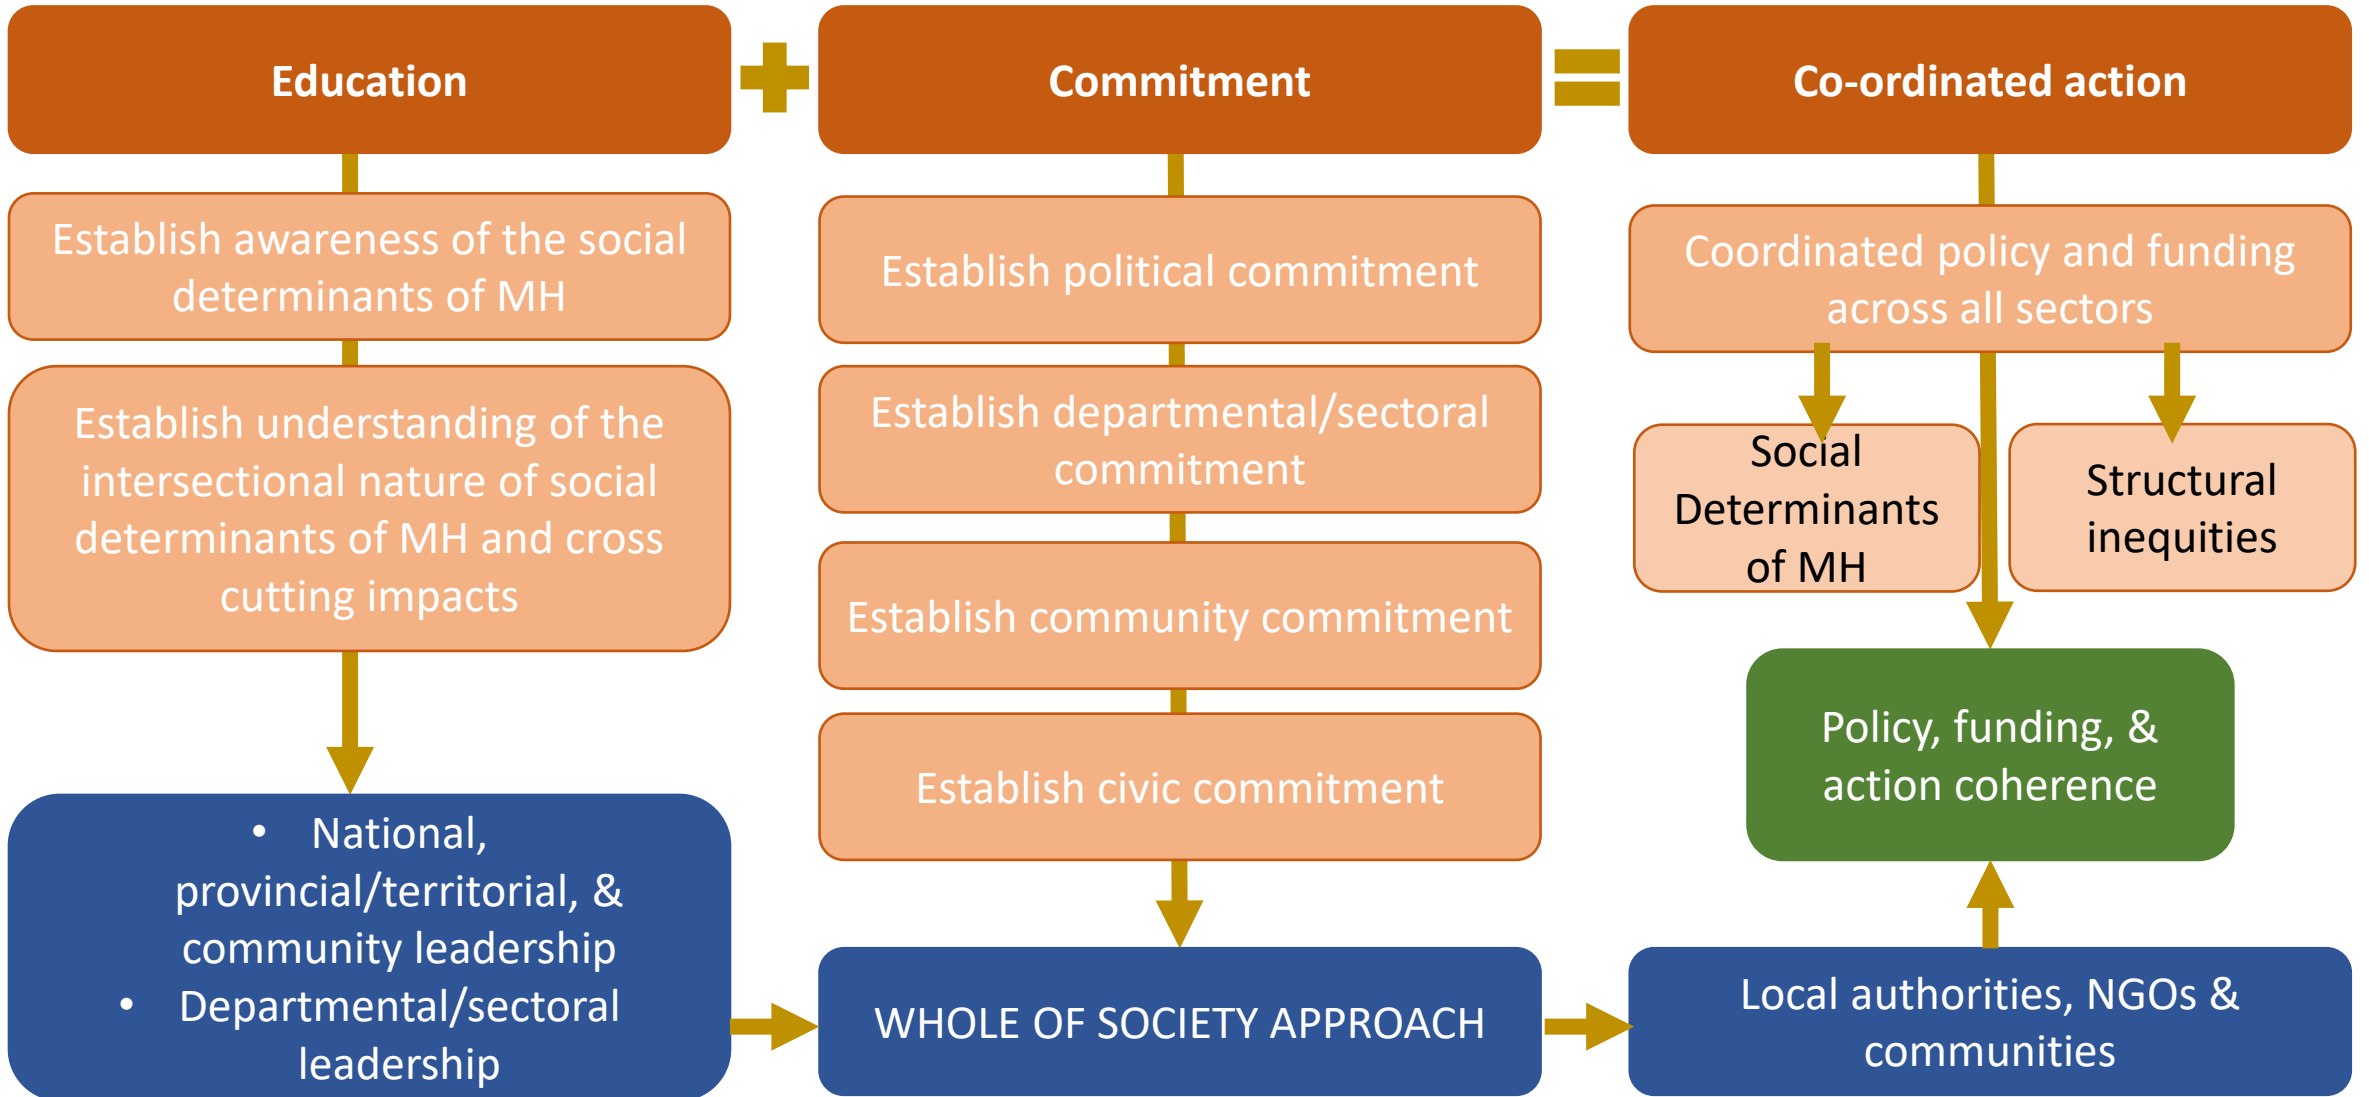 Education
Commitment
Co-ordinated action
Establish awareness of the social
determinants of MH
Establish understanding of the
intersectional nature of social
determinants of MH and cross
cutting impacts
• National,
provincial/territorial, &
community leadership
• Departmental/sectoral
leadership
Establish political commitment
Establish departmental/sectoral
commitment
Establish community commitment
Establish civic commitment
WHOLE OF SOCIETY APPROACH
Coordinated policy and funding
across all sectors
Social
Determinants
of MH
Structural
inequities
Policy, funding, &
action coherence
Local authorities, NGOs &
communities